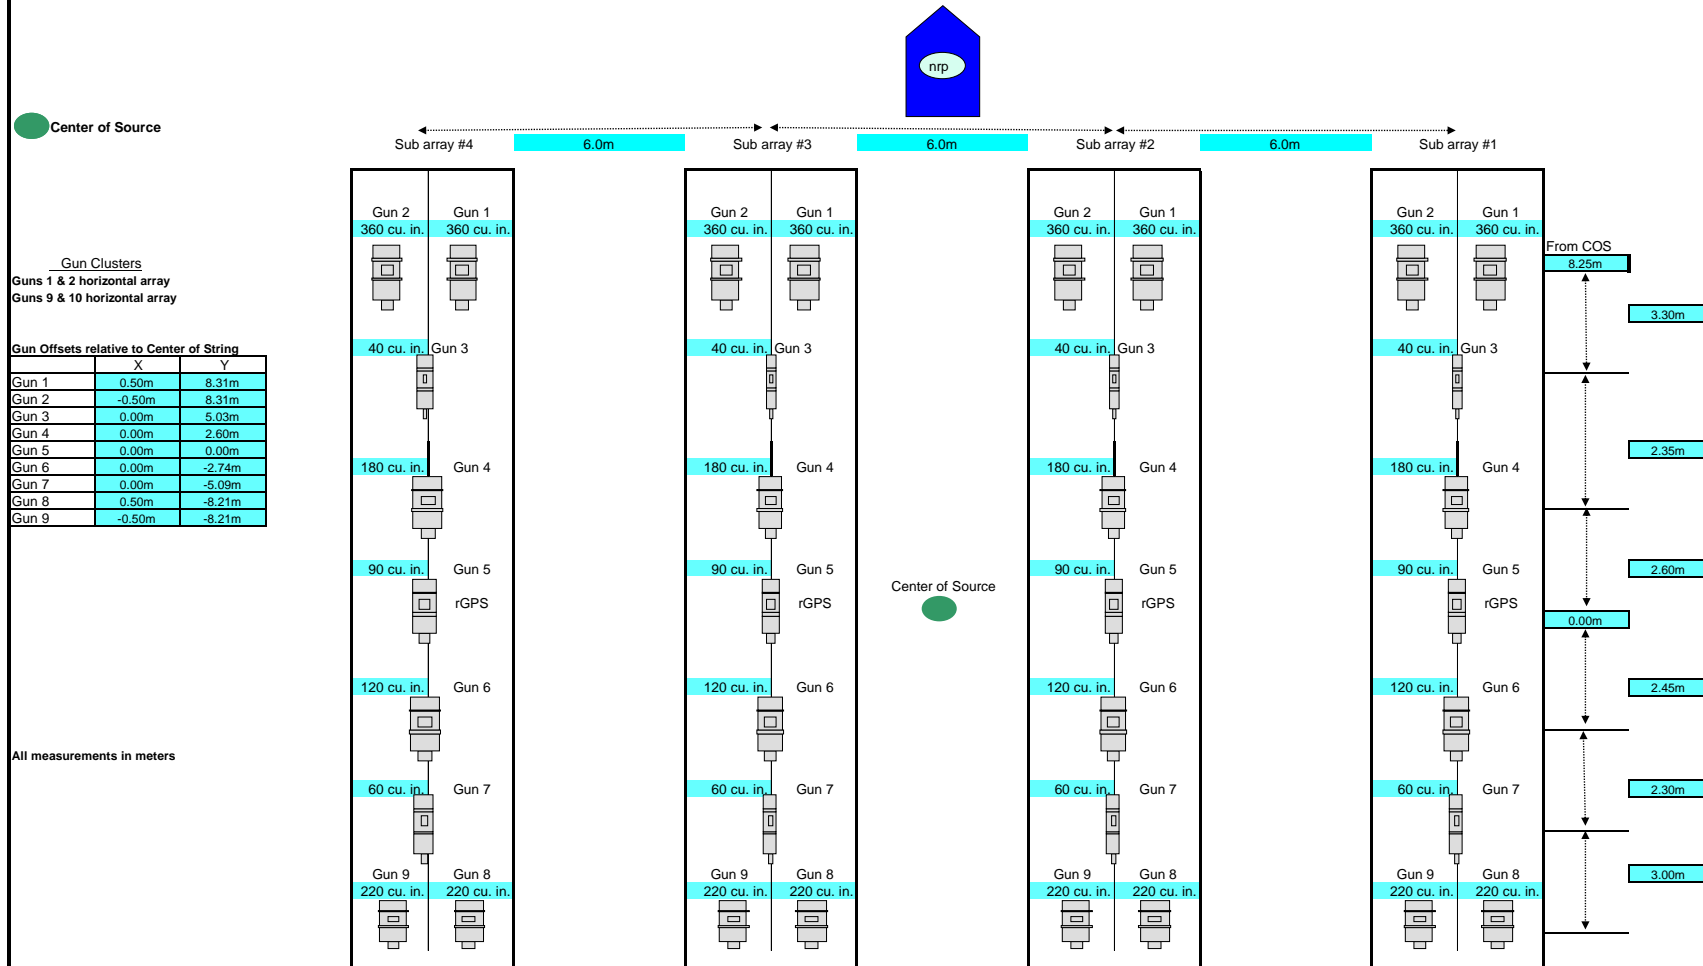 nrp
Center of Source
Sub array #4 6.0m Sub array #3 6.0m Sub array #2 6.0m Sub array #1
Gun 2 Gun 1 Gun 2 Gun 1 Gun 2 Gun 1 Gun 2 Gun 1
360 cu. in. 360 cu. in. 360 cu. in. 360 cu. in. 360 cu. in. 360 cu. in. 360 cu. in. 360 cu. in.
From COS
8.25m
Gun Clusters
Guns 1 & 2 horizontal array
Guns 9 & 10 horizontal array
3.30m
Gun Offsets relative to Center of String
X Y
Gun 1 0.50m 8.31m
Gun 2 -0.50m 8.31m
Gun 3 0.00m 5.03m
Gun 4 0.00m 2.60m
Gun 5 0.00m 0.00m
Gun 6 0.00m -2.74m
Gun 7 0.00m -5.09m
Gun 8 0.50m -8.21m
Gun 9 -0.50m -8.21m
40 cu. in. Gun 3 40 cu. in. Gun 3 40 cu. in. Gun 3 40 cu. in. Gun 3
2.35m
180 cu. in. Gun 4 180 cu. in. Gun 4 180 cu. in. Gun 4 180 cu. in. Gun 4
90 cu. in. Gun 5 90 cu. in. Gun 5 90 cu. in. Gun 5 90 cu. in. Gun 5
2.60m
Center of Source
rGPS rGPS rGPS rGPS
0.00m
120 cu. in. Gun 6 120 cu. in. Gun 6 120 cu. in. Gun 6 120 cu. in. Gun 6
2.45m
All measurements in meters
60 cu. in. Gun 7 60 cu. in. Gun 7 60 cu. in. Gun 7 60 cu. in. Gun 7
2.30m
Gun 9 Gun 8 Gun 9 Gun 8 Gun 9 Gun 8 Gun 9 Gun 8
3.00m
220 cu. in. 220 cu. in. 220 cu. in. 220 cu. in. 220 cu. in. 220 cu. in. 220 cu. in. 220 cu. in.